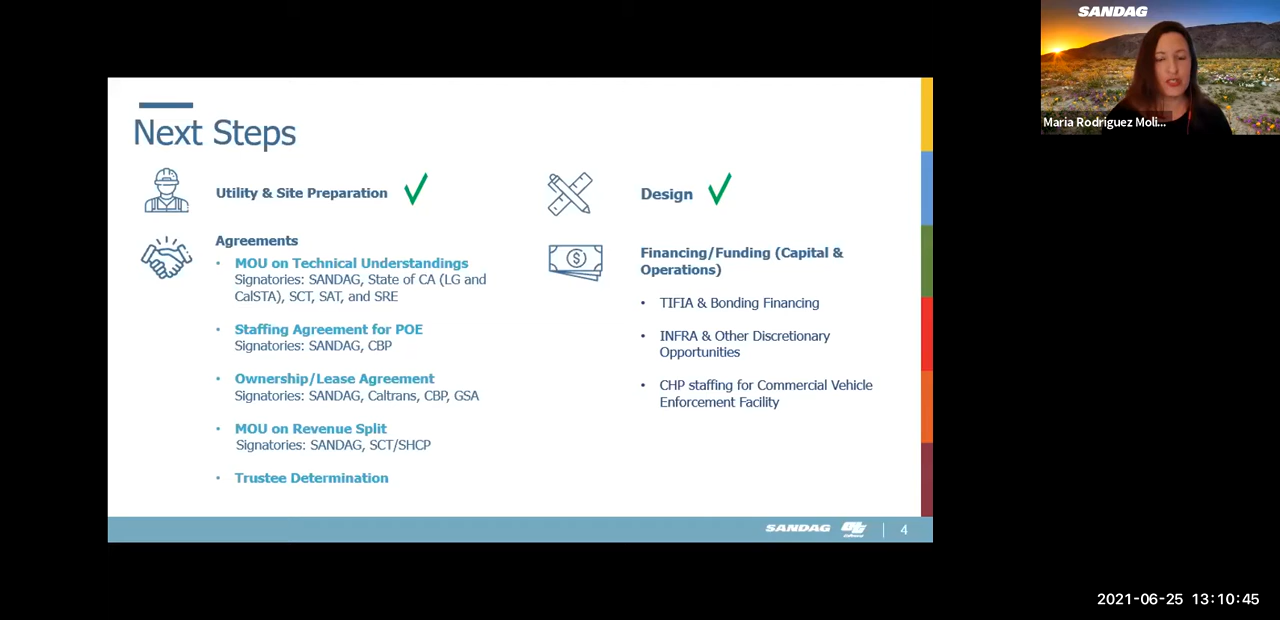 SANDAG
Maria Rodriguez Moli...
Next Steps
Utility & Site Preparation
Agreements
• MOU on Technical Understandings
Signatories: SANDAG, State of CA (LG and
CalSTA), SCT, SAT, and SRE
• Staffing Agreement for POE
Signatories: SANDAG, CBP
• Ownership/Lease Agreement
Signatories: SANDAG, Caltrans, CBP, GSA
• MOU on Revenue Split
Signatories: SANDAG, SCT/SHCP
• Trustee Determination
Design
Financing/Funding (Capital &
Operations)
• TIFIA & Bonding Financing
• INFRA & Other Discretionary
Opportunities
• CHP staffing for Commercial Vehicle
Enforcement Facility
SANDAG
4
2021-06-25 13:10:45